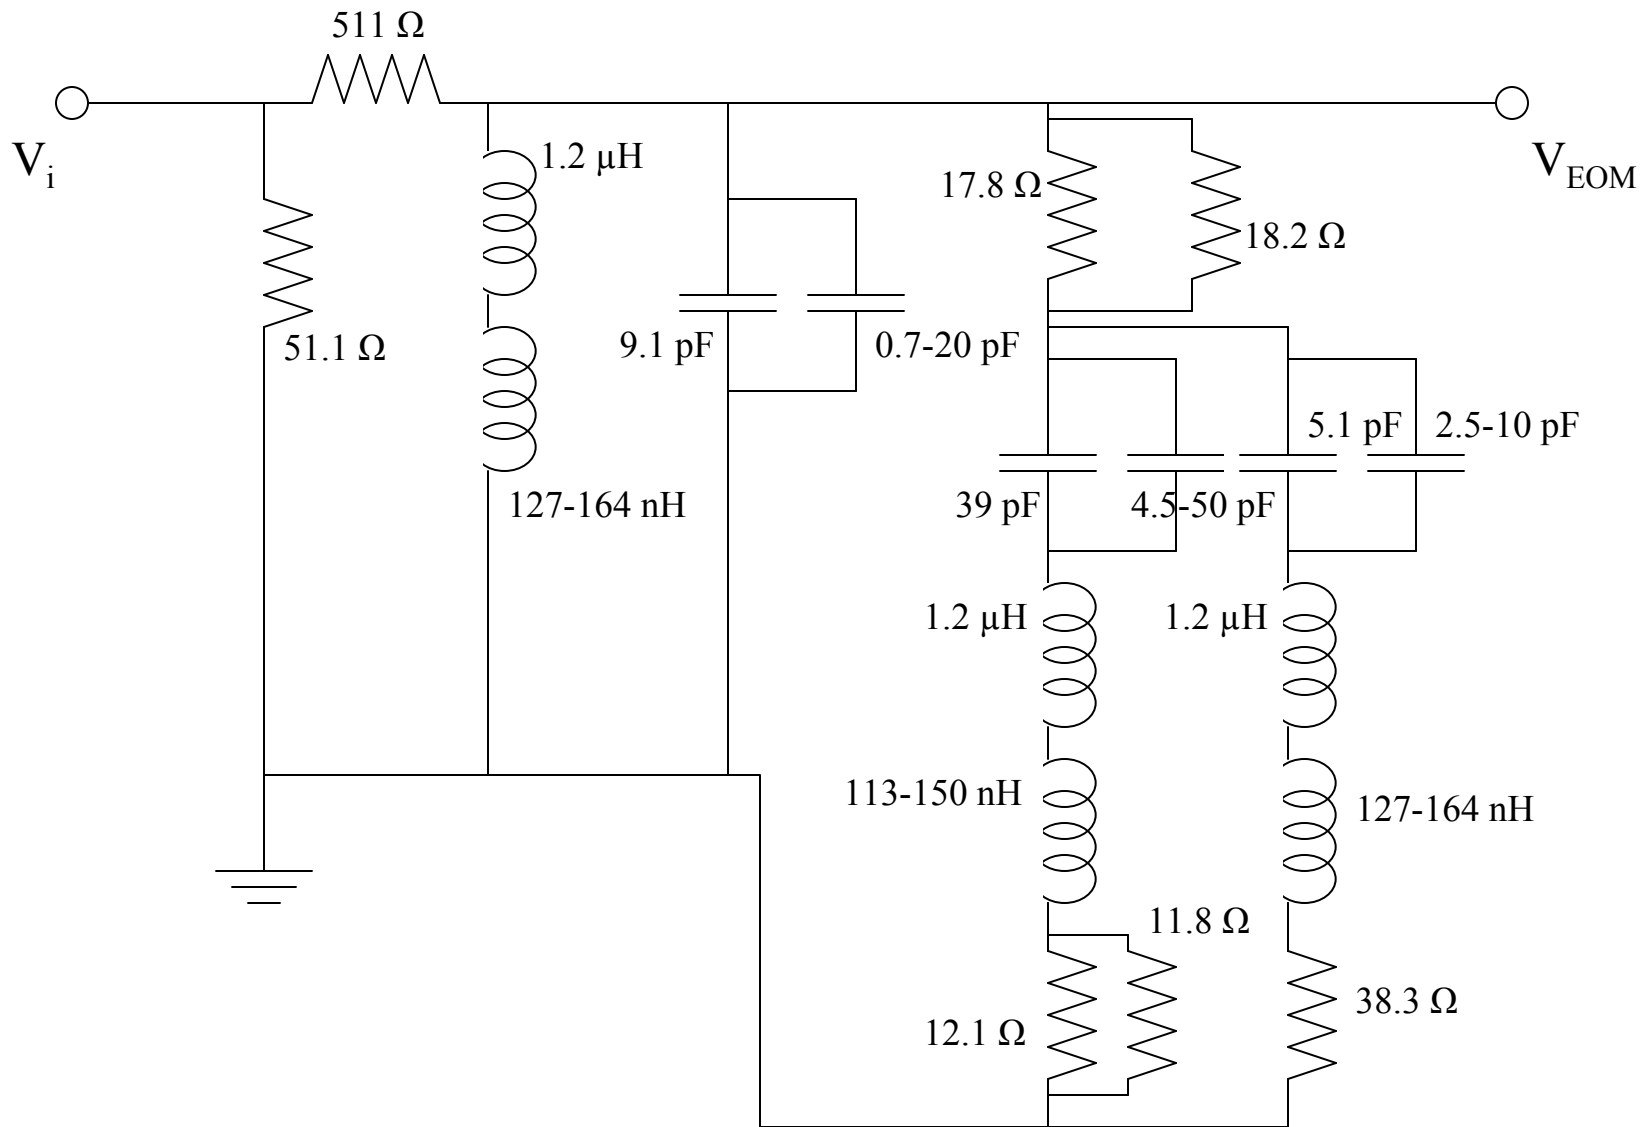 511 Ω
V_i
1.2 µH
17.8 Ω
V_EOM
18.2 Ω
51.1 Ω
9.1 pF
0.7-20 pF
5.1 pF
2.5-10 pF
127-164 nH
39 pF
4.5-50 pF
1.2 µH
1.2 µH
113-150 nH
127-164 nH
11.8 Ω
12.1 Ω
38.3 Ω